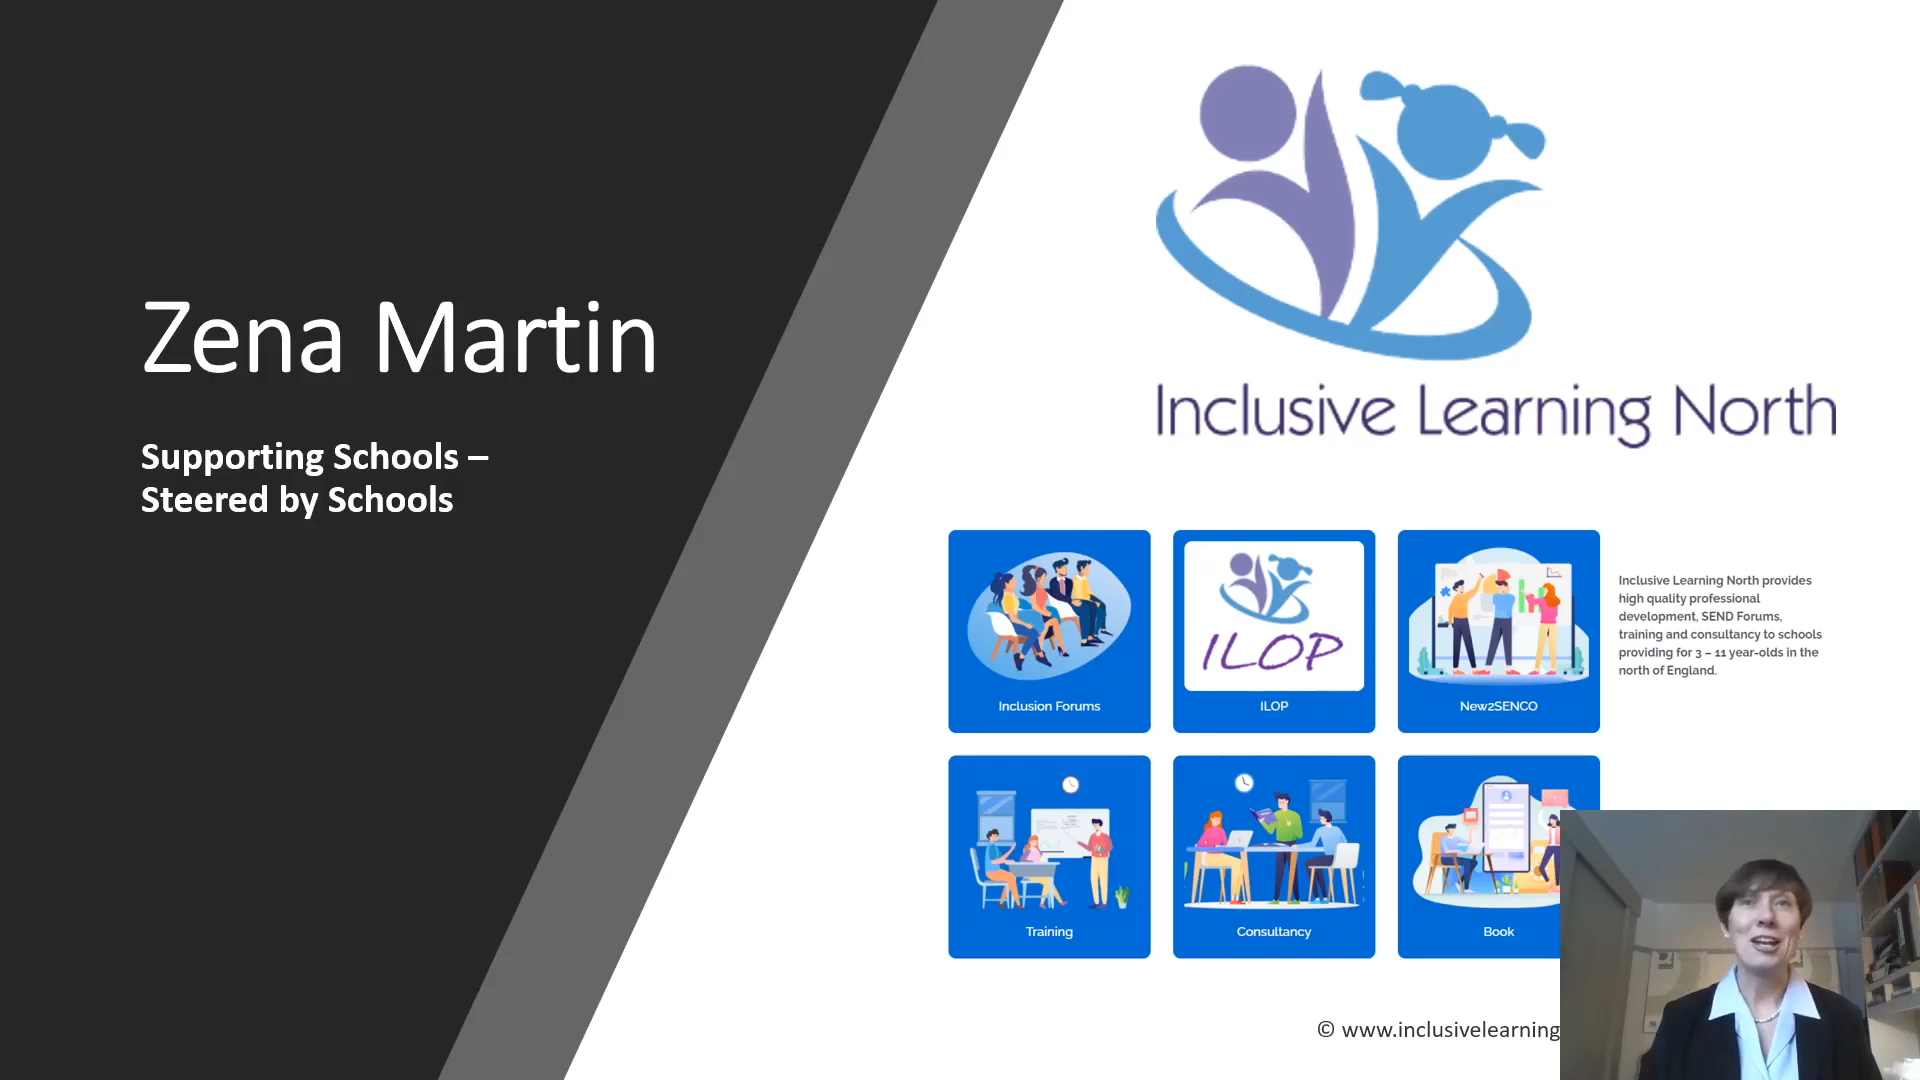 Zena Martin
Supporting Schools –
Steered by Schools
Inclusive Learning North
Inclusion Forums
ILOP
ILOP
New2SENCO
Inclusive Learning North provides
high quality professional
development, SEND Forums,
training and consultancy to schools
providing for 3 – 11 year-olds in the
north of England.
Training
Consultancy
Book
© www.inclusivelearning